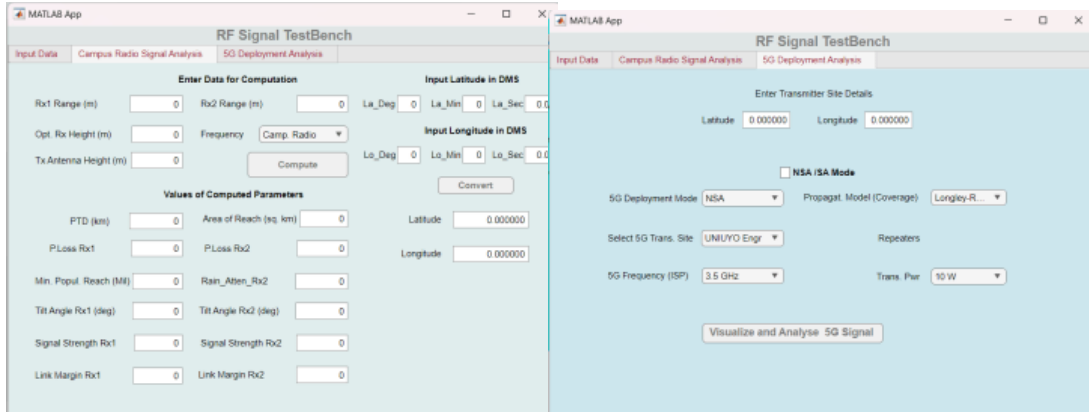 MATLAB App
RF Signal TestBench
Input Data Campus Radio Signal Analysis 5G Deployment Analysis
Enter Data for Computation
Rx1 Range (m) 0 Rx2 Range (m) 0
Opt. Rx Height (m) 0 Frequency Camp. Radio
Tx Antenna Height (m) 0 Compute
Values of Computed Parameters
PTD (km) 0 Area of Reach (sq. km) 0
P.Loss Rx1 0 P.Loss Rx2 0
Min. Popul. Reach (Mil) 0 Rain_Atten_Rx2 0
Tilt Angle Rx1 (deg) 0 Tilt Angle Rx2 (deg) 0
Signal Strength Rx1 0 Signal Strength Rx2 0
Link Margin Rx1 0 Link Margin Rx2 0
Input Latitude in DMS
La_Deg 0 La_Min 0 La_Sec 0.0
Input Longitude in DMS
Lo_Deg 0 Lo_Min 0 Lo_Sec 0.0
Convert
Latitude 0.000000
Longitude 0.000000
MATLAB App
RF Signal TestBench
Input Data Campus Radio Signal Analysis 5G Deployment Analysis
Enter Transmitter Site Details
Latitude 0.000000 Longitude 0.000000
NSA /SA Mode
5G Deployment Mode NSA Propagat. Model (Coverage) Longley-R...
Select 5G Trans. Site UNIUYO Engr Repeaters
5G Frequency (ISP) 3.5 GHz Trans. Pwr 10 W
Visualize and Analyse 5G Signal